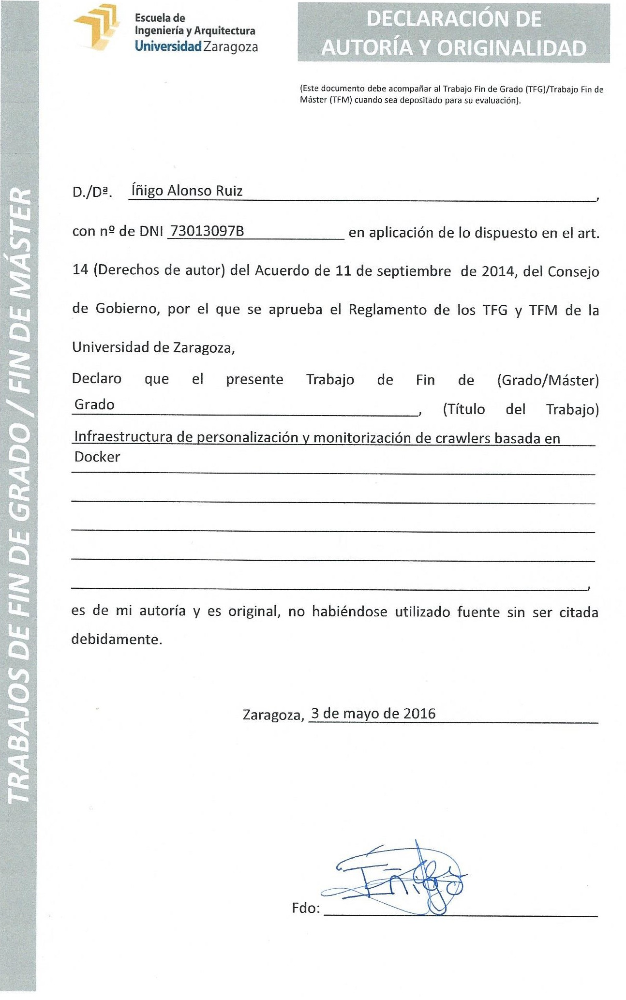 Escuela de
Ingeniería y Arquitectura
Universidad Zaragoza
DECLARACIÓN DE
AUTORÍA Y ORIGINALIDAD
(Este documento debe acompañar al Trabajo Fin de Grado (TFG)/Trabajo Fin de
Máster (TFM) cuando sea depositado para su evaluación).
TRABAJOS DE FIN DE GRADO / FIN DE MÁSTER
D./Dª. Íñigo Alonso Ruiz,
con nº de DNI 73013097B en aplicación de lo dispuesto en el art.
14 (Derechos de autor) del Acuerdo de 11 de septiembre de 2014, del Consejo
de Gobierno, por el que se aprueba el Reglamento de los TFG y TFM de la
Universidad de Zaragoza,
Declaro que el presente Trabajo de Fin de (Grado/Máster)
Grado, (Título del Trabajo)
Infraestructura de personalización y monitorización de crawlers basada en
Docker
,
es de mi autoría y es original, no habiéndose utilizado fuente sin ser citada
debidamente.
Zaragoza, 3 de mayo de 2016
Iñigo
Fdo: